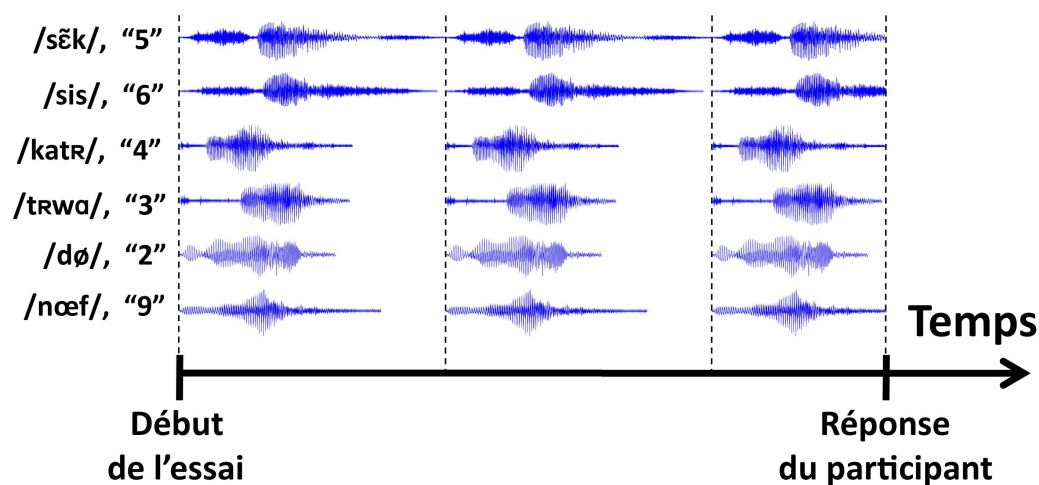 /sɛ̃k/, “5”
/sis/, “6”
/katʀ/, “4”
/tʀwɑ/, “3”
/dø/, “2”
/nœf/, “9”
Temps
Début
de l’essai
Réponse
du participant